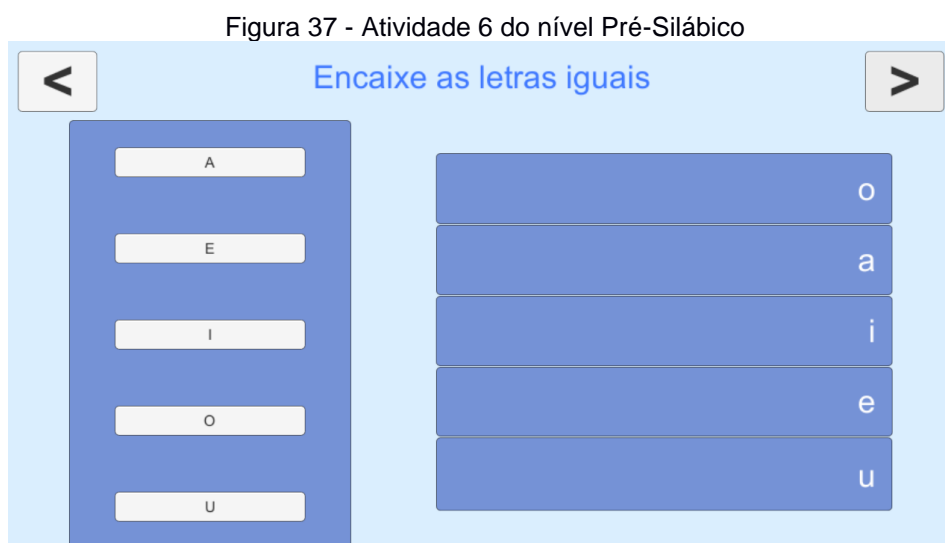 Figura 37 - Atividade 6 do nível Pré-Silábico
< Encaixe as letras iguais >
A
E
I
O
U
o
a
i
e
u